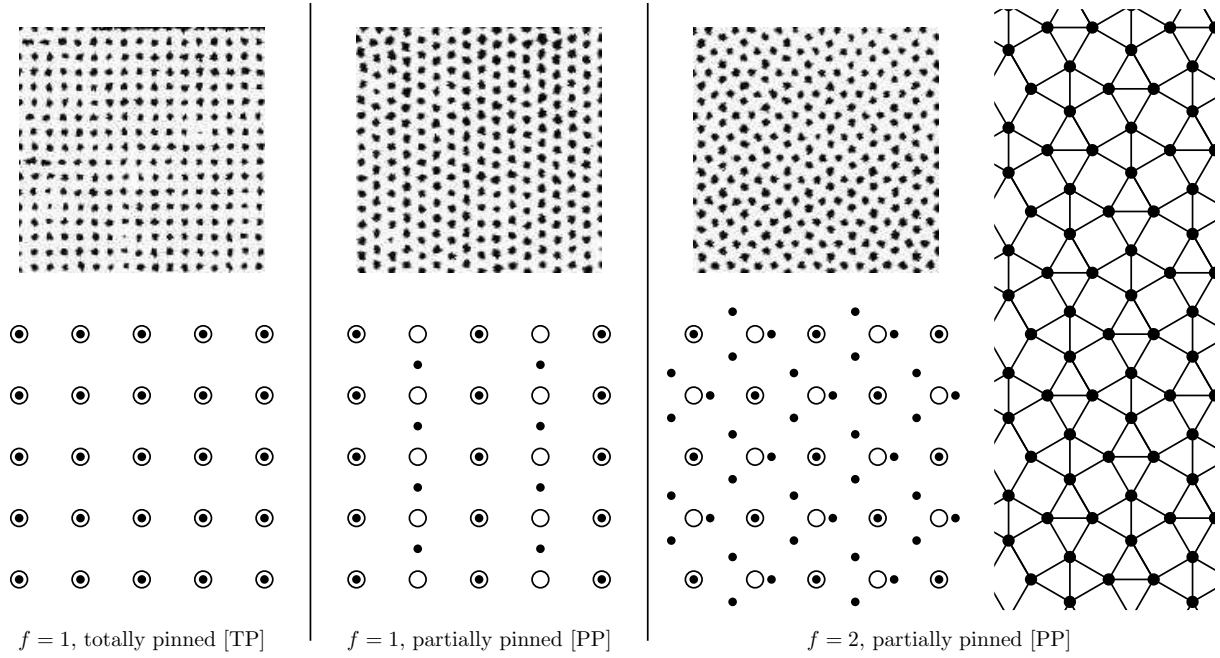 f = 1, totally pinned [TP]
f = 1, partially pinned [PP]
f = 2, partially pinned [PP]